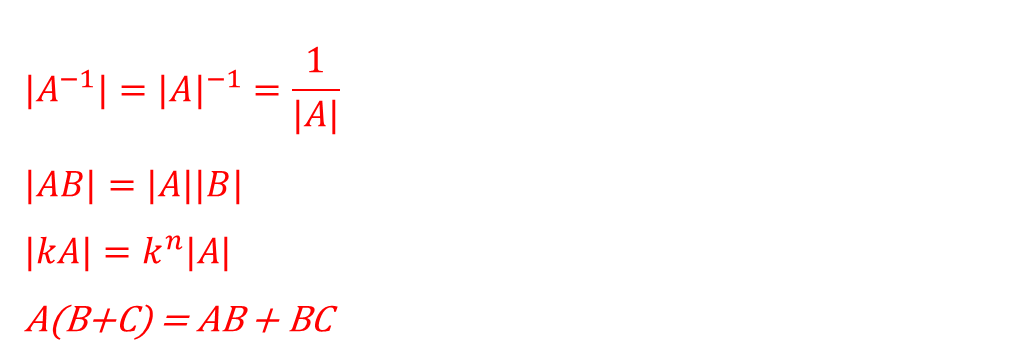 |A⁻¹| = |A|⁻¹ = 1/|A|
|AB| = |A||B|
|kA| = kⁿ|A|
A(B+C) = AB + BC